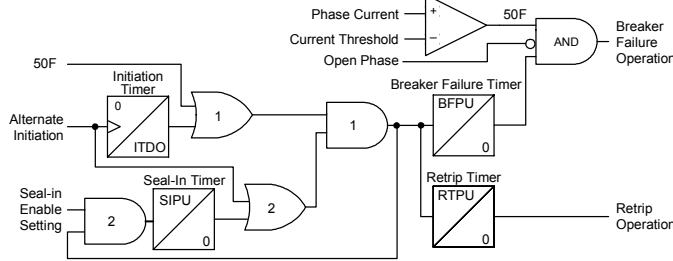 Phase Current
+
50F
Breaker
Failure
Operation
Current Threshold
−
AND
Open Phase
50F
Initiation
Timer
0
ITDO
1
Alternate
Initiation
1
Breaker Failure Timer
BFPU
0
Seal-in
Enable
Setting
2
Seal-In Timer
SIPU
0
2
Retrip Timer
RTPU
0
Retrip
Operation